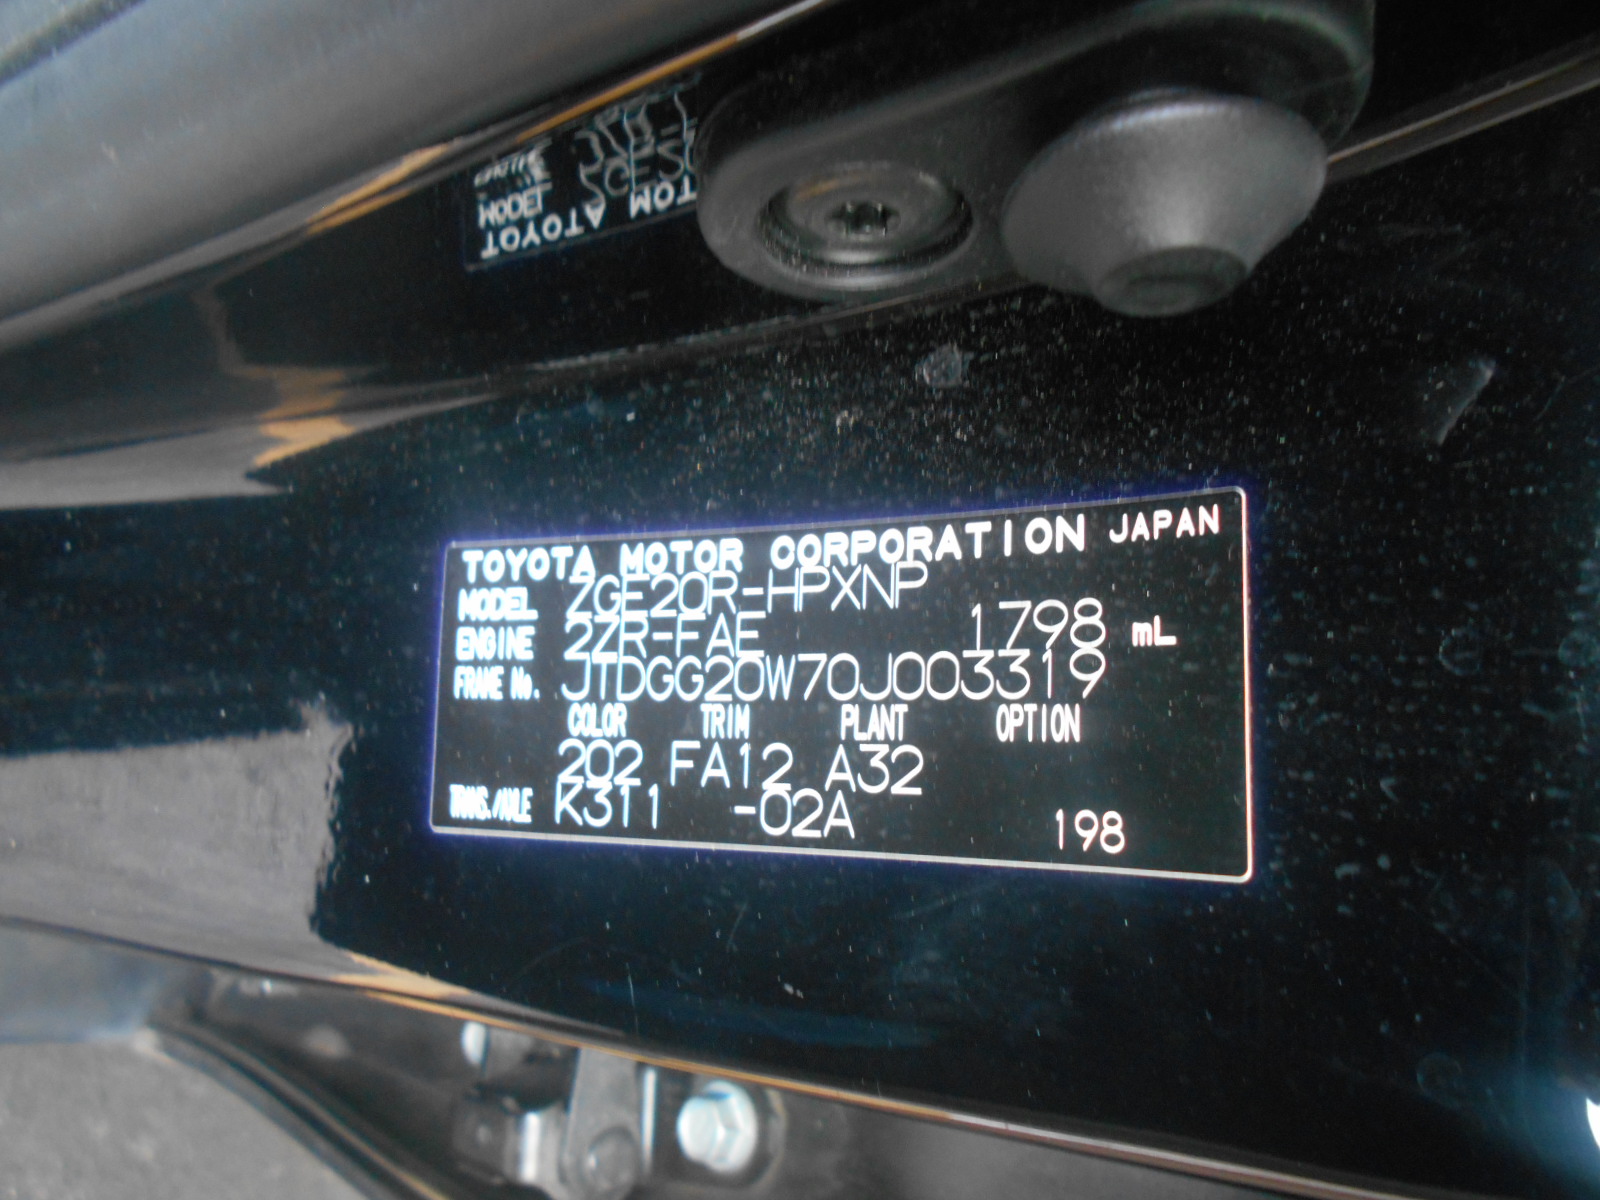 TOYOTA MOTOR CORPORATION JAPAN
MODEL ZGE20R-HPXNP
ENGINE 2ZR-FAE 1798 mL
FRAME No. JTDGG20W70J003319
COLOR TRIM PLANT OPTION
202 FA12 A32
TRANS./AXLE K311 -02A 198